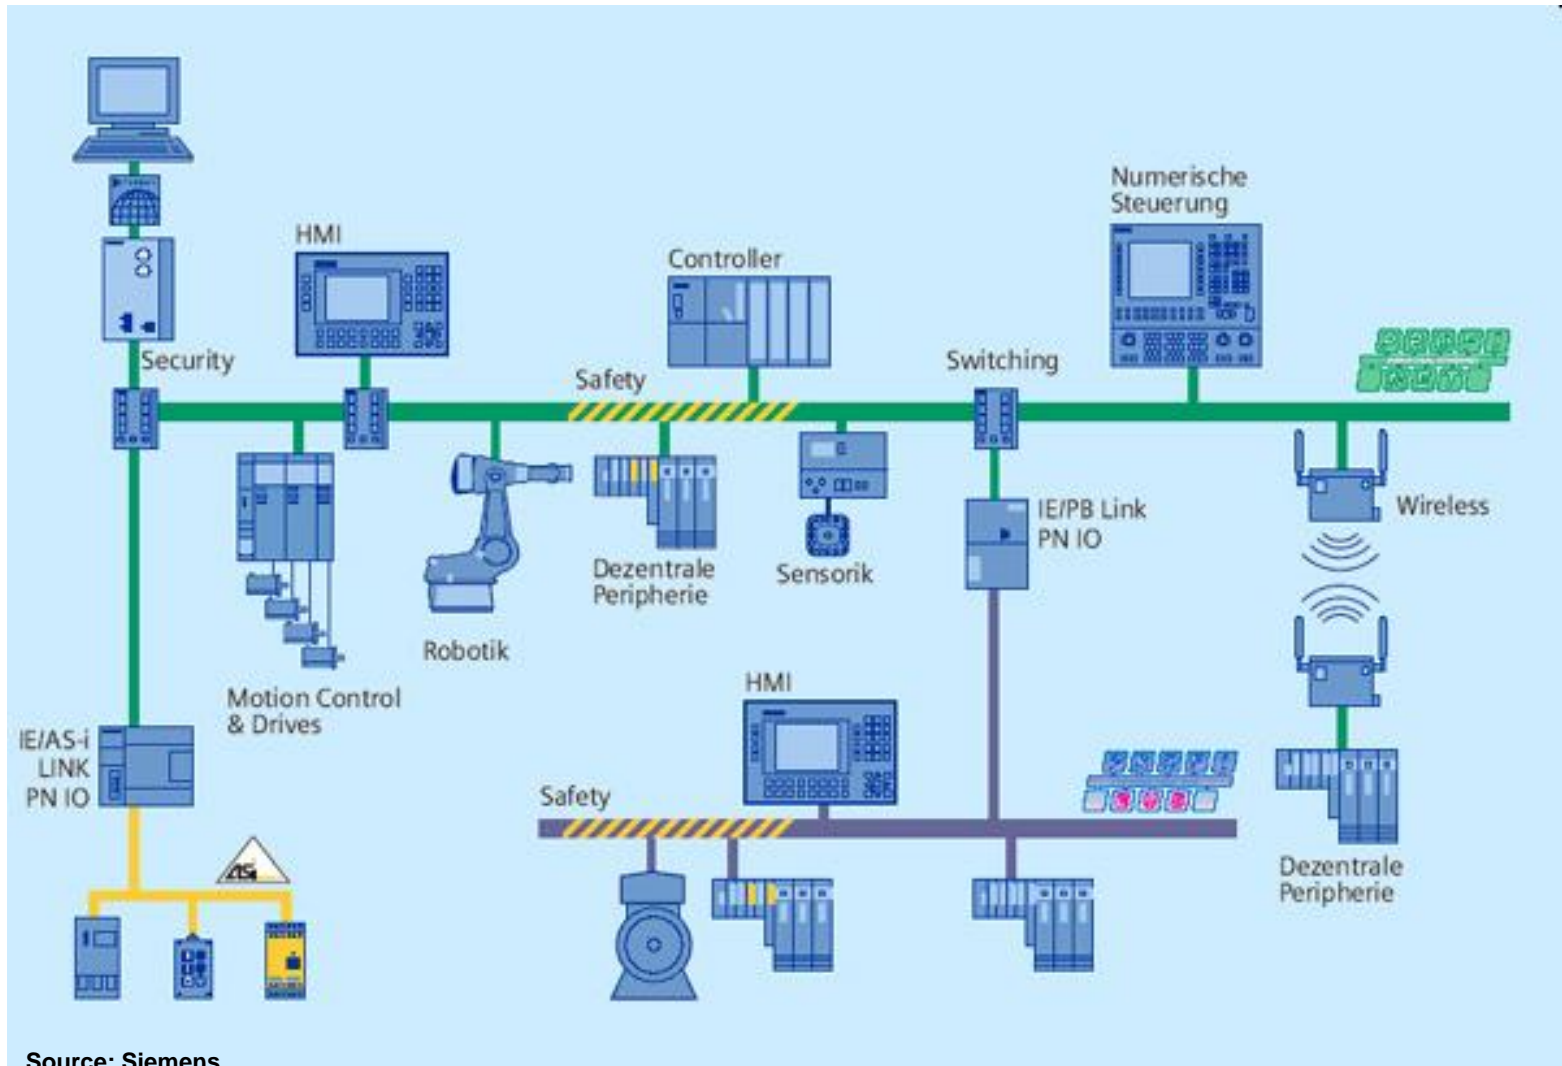 Numerische
Steuerung
HMI
Controller
Security
Safety
Switching
IE/PB Link
PN IO
Wireless
Dezentrale
Peripherie
Sensorik
Robotik
Motion Control
& Drives
HMI
IE/AS-i
LINK
PN IO
Safety
ASi
Dezentrale
Peripherie
Source: Siemens